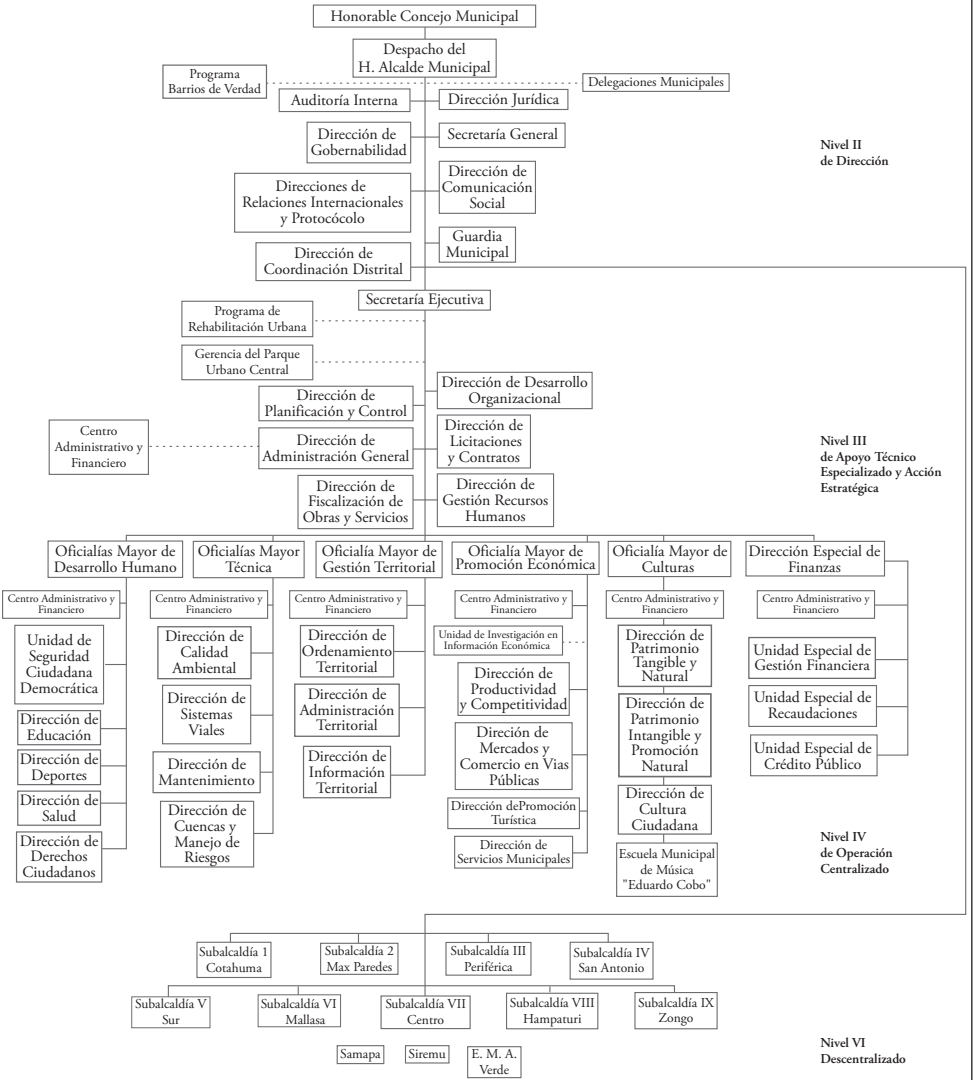 Honorable Concejo Municipal
Despacho del
H. Alcalde Municipal
Programa
Barrios de Verdad
Delegaciones Municipales
Auditoría Interna
Dirección Jurídica
Dirección de
Gobernabilidad
Secretaría General
Nivel II
de Dirección
Direcciones de
Relaciones Internacionales
y Protocócolo
Dirección de
Comunicación
Social
Guardia
Municipal
Dirección de
Coordinación Distrital
Secretaría Ejecutiva
Programa de
Rehabilitación Urbana
Gerencia del Parque
Urbano Central
Dirección de
Planificación y Control
Dirección de Desarrollo
Organizacional
Centro
Administrativo y
Financiero
Dirección de
Administración General
Dirección de
Licitaciones
y Contratos
Nivel III
de Apoyo Técnico
Especializado y Acción
Estratégica
Dirección de
Fiscalización de
Obras y Servicios
Dirección de
Gestión Recursos
Humanos
Oficialías Mayor de
Desarrollo Humano
Oficialías Mayor
Técnica
Oficialía Mayor de
Gestión Territorial
Oficialía Mayor de
Promoción Económica
Oficialía Mayor de
Culturas
Dirección Especial de
Finanzas
Centro Administrativo y
Financiero
Centro Administrativo y
Financiero
Centro Administrativo y
Financiero
Centro Administrativo y
Financiero
Centro Administrativo y
Financiero
Centro Administrativo y
Financiero
Unidad de
Seguridad
Ciudadana
Democrática
Dirección de
Educación
Dirección de
Deportes
Dirección de
Salud
Dirección de
Derechos
Ciudadanos
Dirección de
Calidad
Ambiental
Dirección de
Sistemas
Viales
Dirección de
Mantenimiento
Dirección de
Cuencas y
Manejo de
Riesgos
Dirección de
Ordenamiento
Territorial
Dirección de
Administración
Territorial
Dirección de
Información
Territorial
Unidad de Investigación en
Información Económica
Dirección de
Productividad
y Competitividad
Direción de
Mercados y
Comercio en Vias
Públicas
Dirección dePromoción
Turística
Dirección de
Servicios Municipales
Dirección de
Patrimonio
Tangible y
Natural
Dirección de
Patrimonio
Intangible y
Promoción
Natural
Dirección de
Cultura
Ciudadana
Escuela Municipal
de Música
"Eduardo Cobo"
Unidad Especial de
Gestión Financiera
Unidad Especial de
Recaudaciones
Unidad Especial de
Crédito Público
Nivel IV
de Operación
Centralizado
Subalcaldía 1
Cotahuma
Subalcaldía 2
Max Paredes
Subalcaldía III
Periférica
Subalcaldía IV
San Antonio
Subalcaldía V
Sur
Subalcaldía VI
Mallasa
Subalcaldía VII
Centro
Subalcaldía VIII
Hampaturi
Subalcaldía IX
Zongo
Samapa
Siremu
E. M. A.
Verde
Nivel VI
Descentralizado